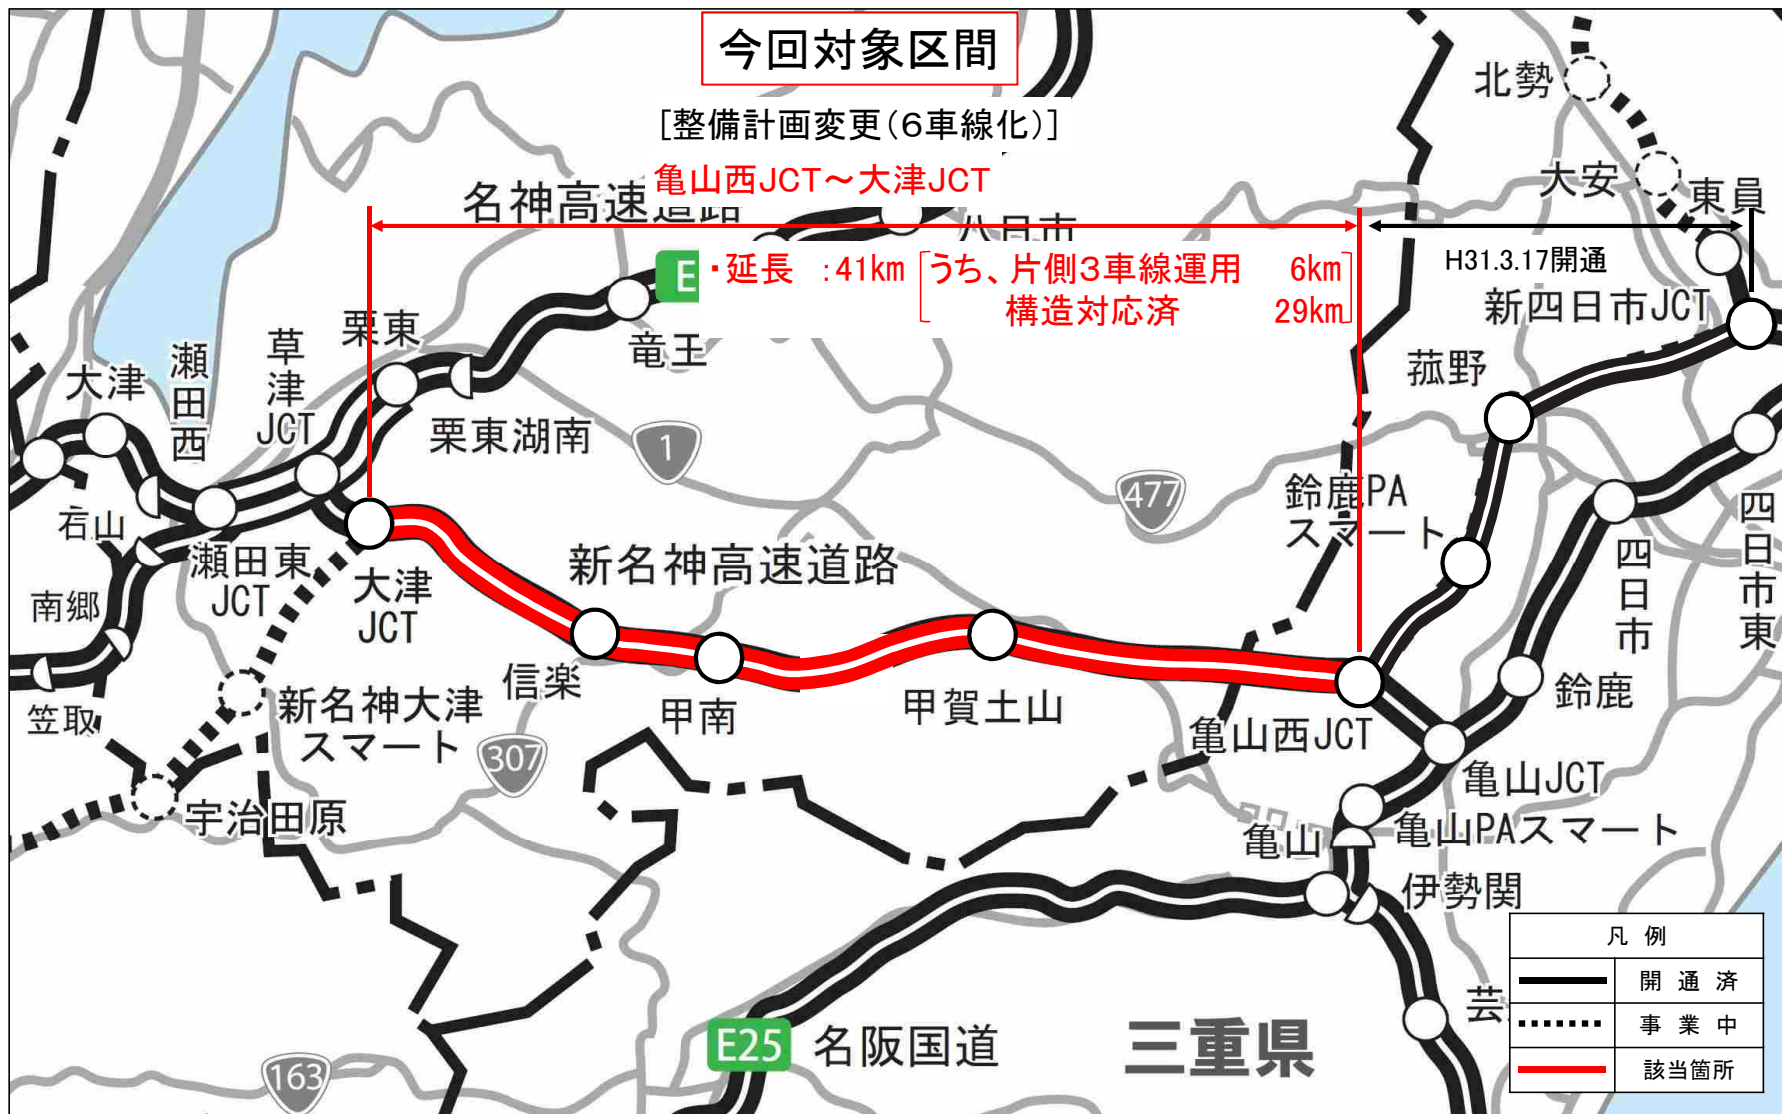 今回対象区間
[整備計画変更(6車線化)]
亀山西JCT～大津JCT
名神高速道路
八日市
・延長 :41km
うち、片側3車線運用 6km
構造対応済 29km
H31.3.17開通
北勢
大安
東員
新四日市JCT
菰野
E
竜王
栗東
草津
JCT
瀬田西
大津
栗東湖南
1
477
鈴鹿PA
スマート
石山
瀬田東
JCT
大津
JCT
新名神高速道路
四日市
四日市東
南郷
笠取
新名神大津
スマート
信楽
甲南
甲賀土山
亀山西JCT
鈴鹿
307
宇治田原
亀山JCT
亀山PAスマート
亀山
伊勢関
芸
E25
名阪国道
三重県
163
凡例
開通済
事業中
該当箇所